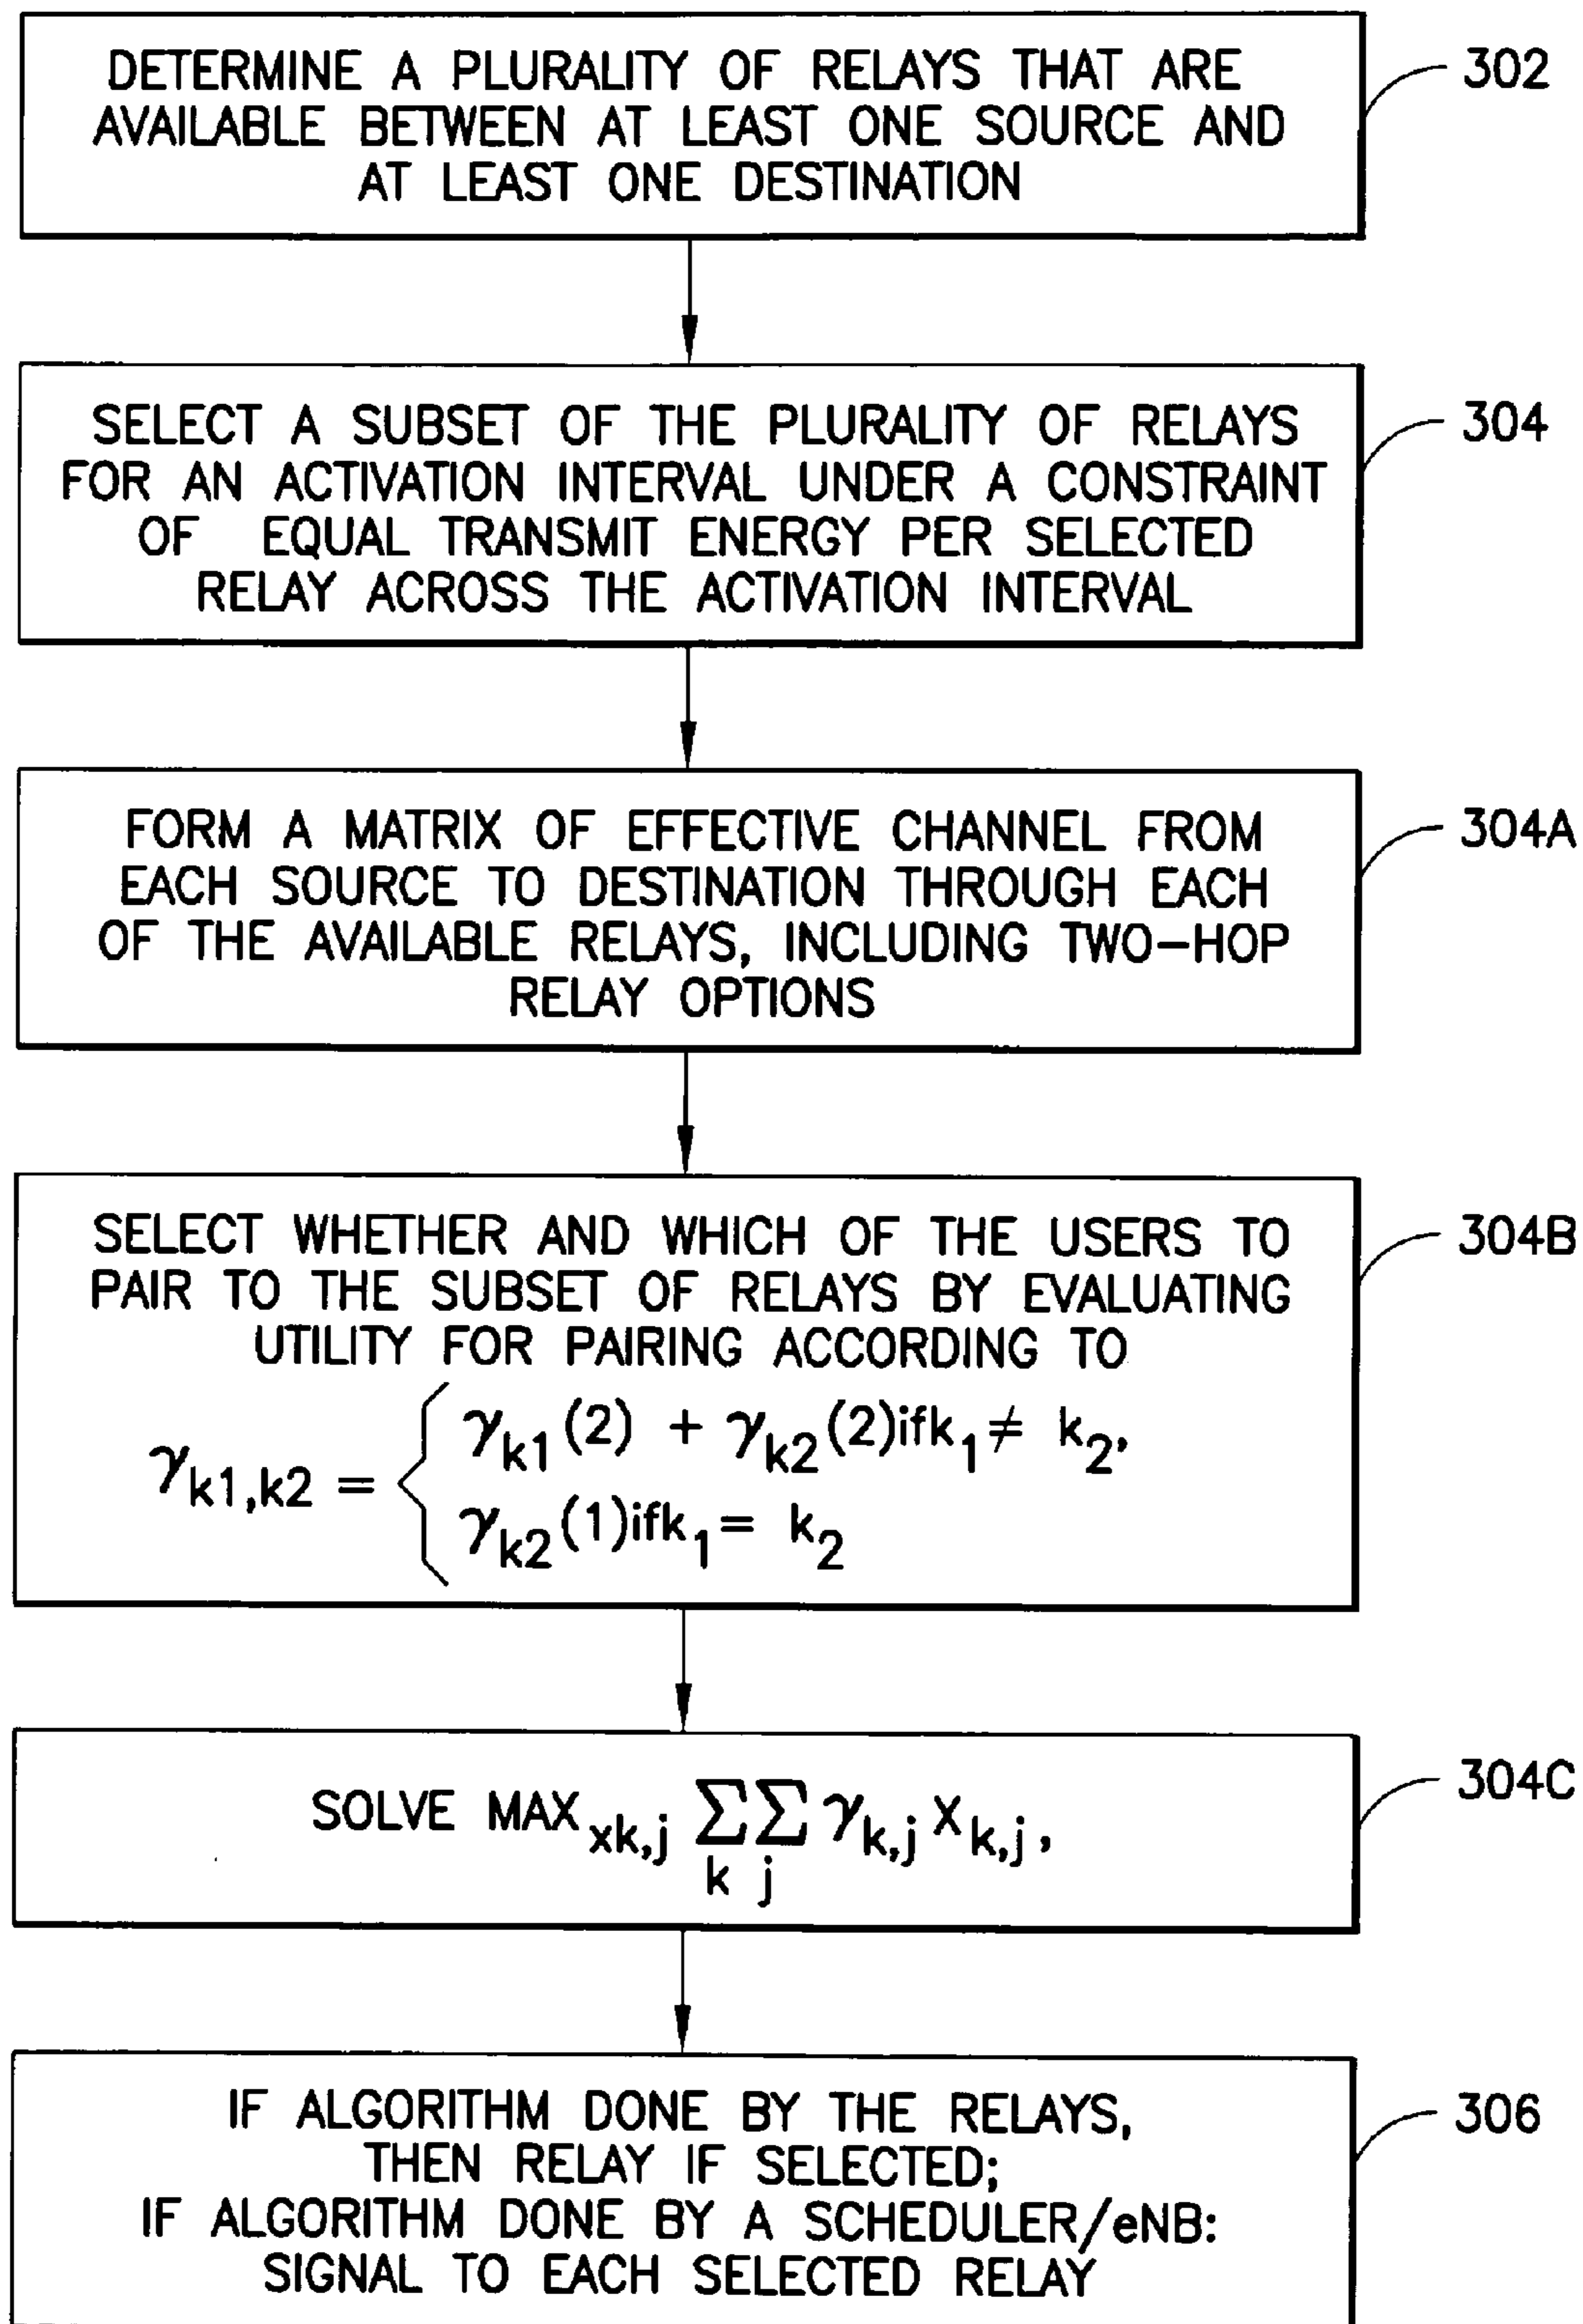 DETERMINE A PLURALITY OF RELAYS THAT ARE
AVAILABLE BETWEEN AT LEAST ONE SOURCE AND
AT LEAST ONE DESTINATION
302
SELECT A SUBSET OF THE PLURALITY OF RELAYS
FOR AN ACTIVATION INTERVAL UNDER A CONSTRAINT
OF EQUAL TRANSMIT ENERGY PER SELECTED
RELAY ACROSS THE ACTIVATION INTERVAL
304
FORM A MATRIX OF EFFECTIVE CHANNEL FROM
EACH SOURCE TO DESTINATION THROUGH EACH
OF THE AVAILABLE RELAYS, INCLUDING TWO-HOP
RELAY OPTIONS
304A
SELECT WHETHER AND WHICH OF THE USERS TO
PAIR TO THE SUBSET OF RELAYS BY EVALUATING
UTILITY FOR PAIRING ACCORDING TO
γk1,k2 = { γk1(2) + γk2(2)ifk1 ≠ k2,
γk2(1)ifk1 = k2
304B
SOLVE MAXxk,j Σk Σj γk,j xk,j,
304C
IF ALGORITHM DONE BY THE RELAYS,
THEN RELAY IF SELECTED;
IF ALGORITHM DONE BY A SCHEDULER/eNB:
SIGNAL TO EACH SELECTED RELAY
306